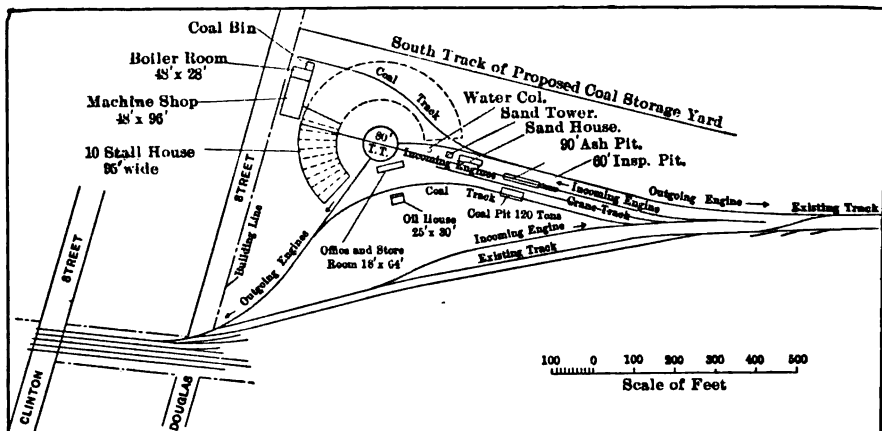 Coal Bin
Boiler Room
48' x 28'
Machine Shop
48' x 96'
10 Stall House
95' wide
South Track of Proposed Coal Storage Yard
Coal
Track
Water Col.
Sand Tower.
Sand House.
90' Ash Pit.
60' Insp. Pit.
80'
T.T.
Incoming Engines
Incoming Engine
Outgoing Engine
Existing Track
Crane-Track
Coal
Track
Coal Pit 120 Tons
Oil House
25' x 30'
Office and Store
Room 18' x 64'
Incoming Engine
Existing Track
Outgoing Engines
Building Line
STREET
STREET
CLINTON
DOUGLAS
100 0 100 200 300 400 500
Scale of Feet